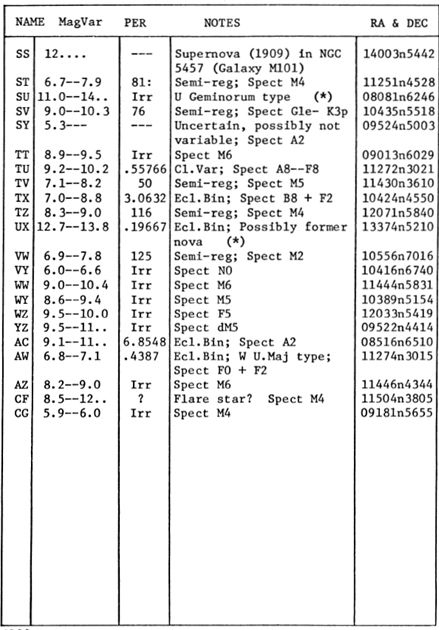 NAME MagVar PER NOTES RA & DEC
SS 12.... --- Supernova (1909) in NGC 14003n5442
5457 (Galaxy M101)
ST 6.7--7.9 81: Semi-reg; Spect M4 11251n4528
SU 11.0--14.. Irr U Geminorum type (*) 08081n6246
SV 9.0--10.3 76 Semi-reg; Spect G1e- K3p 10435n5518
SY 5.3--- --- Uncertain, possibly not 09524n5003
variable; Spect A2
TT 8.9--9.5 Irr Spect M6 09013n6029
TU 9.2--10.2 .55766 Cl.Var; Spect A8--F8 11272n3021
TV 7.1--8.2 50 Semi-reg; Spect M5 11430n3610
TX 7.0--8.8 3.0632 Ecl.Bin; Spect B8 + F2 10424n4550
TZ 8.3--9.0 116 Semi-reg; Spect M4 12071n5840
UX 12.7--13.8 .19667 Ecl.Bin; Possibly former 13374n5210
nova (*)
VW 6.9--7.8 125 Semi-reg; Spect M2 10556n7016
VY 6.0--6.6 Irr Spect N0 10416n6740
WW 9.0--10.4 Irr Spect M6 11444n5831
WY 8.6--9.4 Irr Spect M5 10389n5154
WZ 9.5--10.0 Irr Spect F5 12033n5419
YZ 9.5--11.. Irr Spect dM5 09522n4414
AC 9.1--11.. 6.8548 Ecl.Bin; Spect A2 08516n6510
AW 6.8--7.1 .4387 Ecl.Bin; W U.Maj type; 11274n3015
Spect F0 + F2
AZ 8.2--9.0 Irr Spect M6 11446n4344
CF 8.5--12.. ? Flare star? Spect M4 11504n3805
CG 5.9--6.0 Irr Spect M4 09181n5655